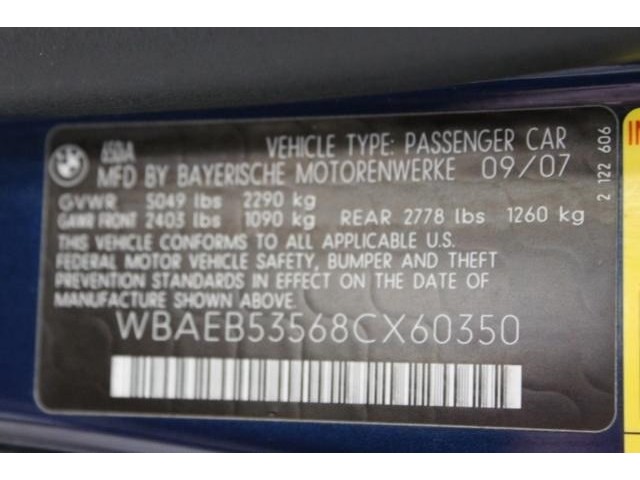 BMW 650iA VEHICLE TYPE: PASSENGER CAR
MFD BY BAYERISCHE MOTORENWERKE 09/07
GVWR 5049 lbs 2290 kg
GAWR FRONT 2403 lbs 1090 kg REAR 2778 lbs 1260 kg
THIS VEHICLE CONFORMS TO ALL APPLICABLE U.S.
FEDERAL MOTOR VEHICLE SAFETY, BUMPER AND THEFT
PREVENTION STANDARDS IN EFFECT ON THE DATE OF
MANUFACTURE SHOWN ABOVE.
WBAEB53568CX60350
2 122 606